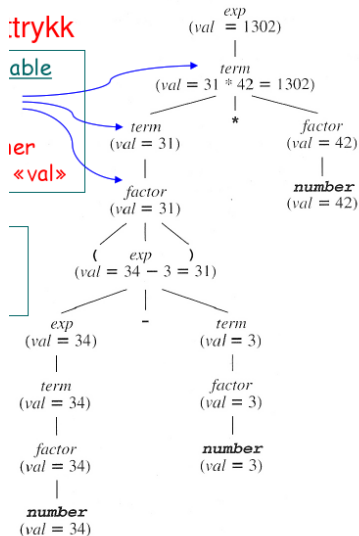 exp
(val = 1302)
ttrykk
able
term
(val = 31 * 42 = 1302)
term
(val = 31)
*
factor
(val = 42)
ner
«val»
number
(val = 42)
factor
(val = 31)
(
exp
)
(val = 34 − 3 = 31)
exp
(val = 34)
-
term
(val = 3)
term
(val = 34)
factor
(val = 3)
factor
(val = 34)
number
(val = 3)
number
(val = 34)